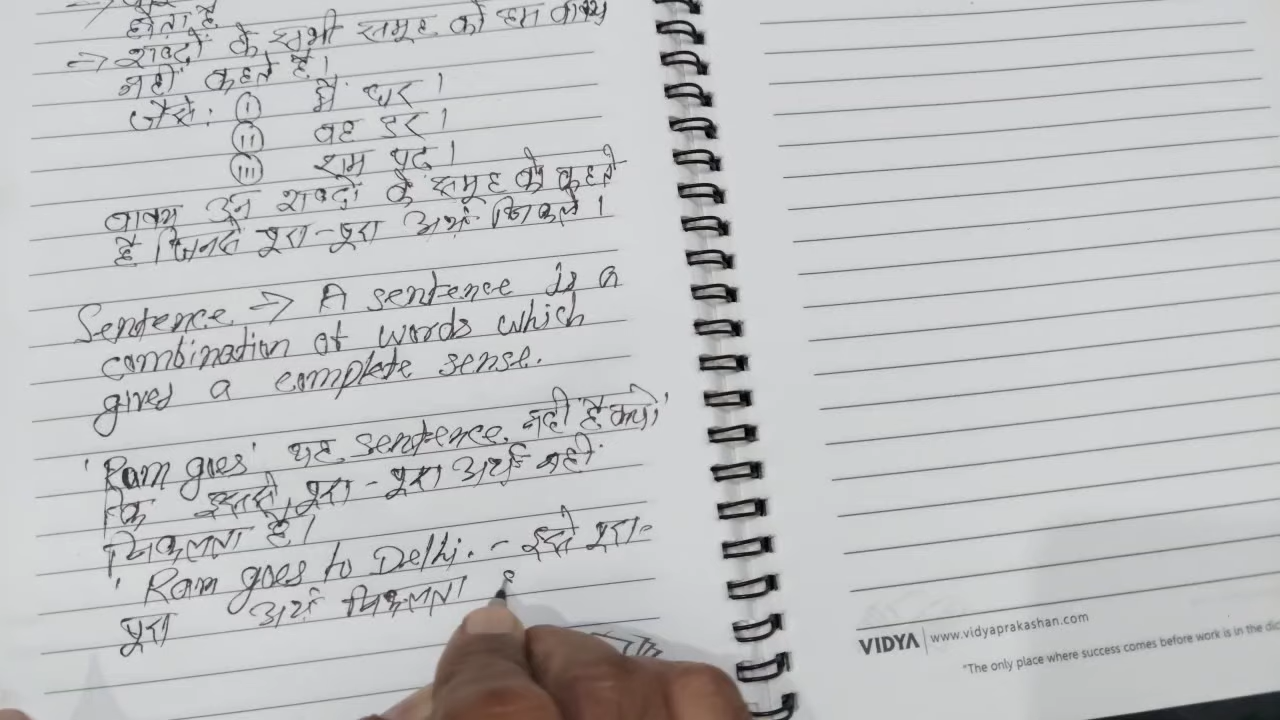 होता है
→ शब्दों के सभी समूह को हम वाक्य
नहीं कहते हैं।
जैसे: (i) मैं घर।
(ii) वह डर।
(iii) राम पढ़।
वाक्य उन शब्दों के समूह को कहते
हैं जिनसे पूरा-पूरा अर्थ निकले।
Sentence → A sentence is a
combination of words which
gives a complete sense.
'Ram goes' यह sentence नहीं है क्यों
कि इससे पूरा-पूरा अर्थ नहीं
निकलता है।
'Ram goes to Delhi. - इससे पूरा-
पूरा अर्थ निकलता
VIDYA | www.vidyaprakashan.com
"The only place where success comes before work is in the dic